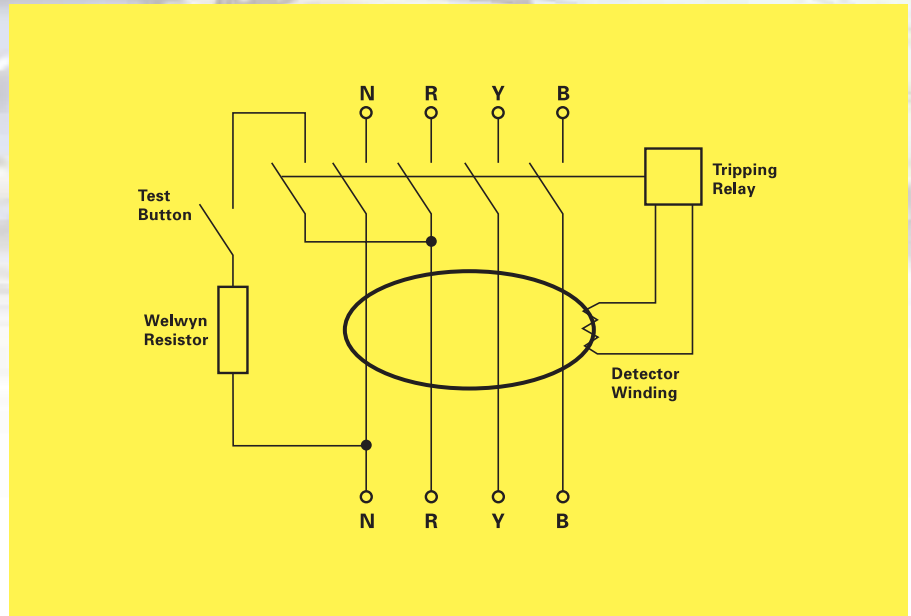 N R Y B
Test
Button
Tripping
Relay
Welwyn
Resistor
Detector
Winding
N R Y B